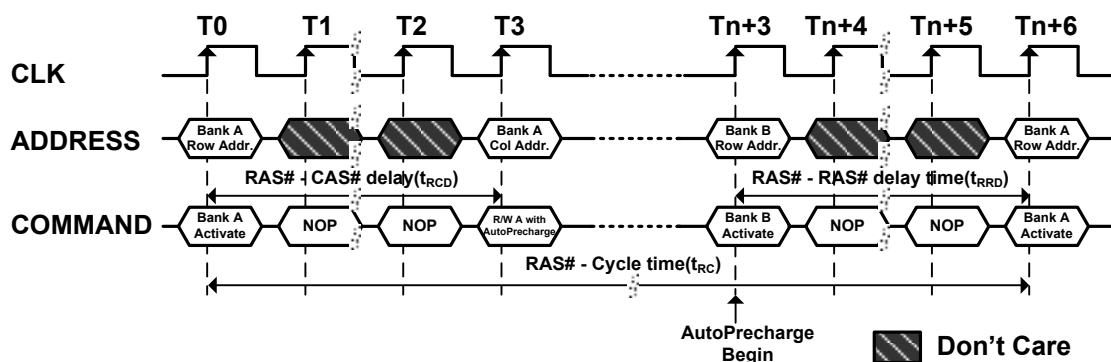 T0 T1 T2 T3 Tn+3 Tn+4 Tn+5 Tn+6
CLK
ADDRESS
Bank A
Row Addr.
Bank A
Col Addr.
Bank B
Row Addr.
Bank A
Row Addr.
RAS# - CAS# delay(tRCD)
RAS# - RAS# delay time(tRRD)
COMMAND
Bank A
Activate
NOP
NOP
R/W A with
AutoPrecharge
Bank B
Activate
NOP
NOP
Bank A
Activate
RAS# - Cycle time(tRC)
AutoPrecharge
Begin
Don't Care